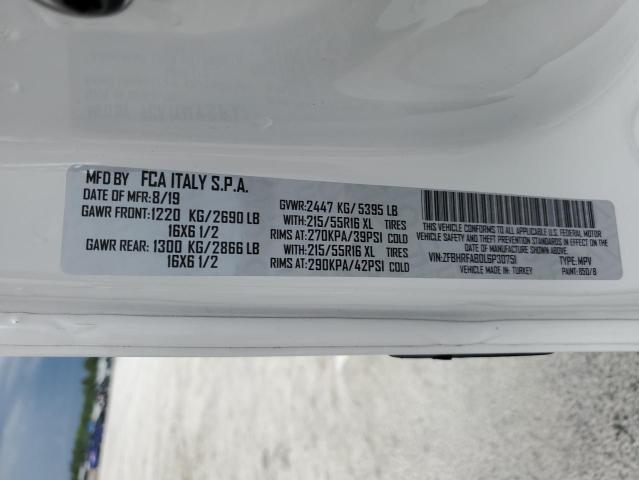 MFD BY FCA ITALY S.P.A.
DATE OF MFR: 8/19
GAWR FRONT: 1220 KG/ 2690 LB
16X6 1/2
GAWR REAR: 1300 KG/ 2866 LB
16X6 1/2
GVWR: 2447 KG/ 5395 LB
WITH: 215/55R16 XL TIRES
RIMS AT: 270KPA/39PSI COLD
WITH: 215/55R16 XL TIRES
RIMS AT: 290KPA/42PSI COLD
THIS VEHICLE CONFORMS TO ALL APPLICABLE U.S. FEDERAL MOTOR
VEHICLE SAFETY AND THEFT PREVENTION STANDARDS IN EFFECT
ON THE DATE OF MANUFACTURE SHOWN ABOVE
VIN: ZFBHRFAB0L6P30751 TYPE: MPV
VEHICLE MADE IN: TURKEY PAINT: 850/B